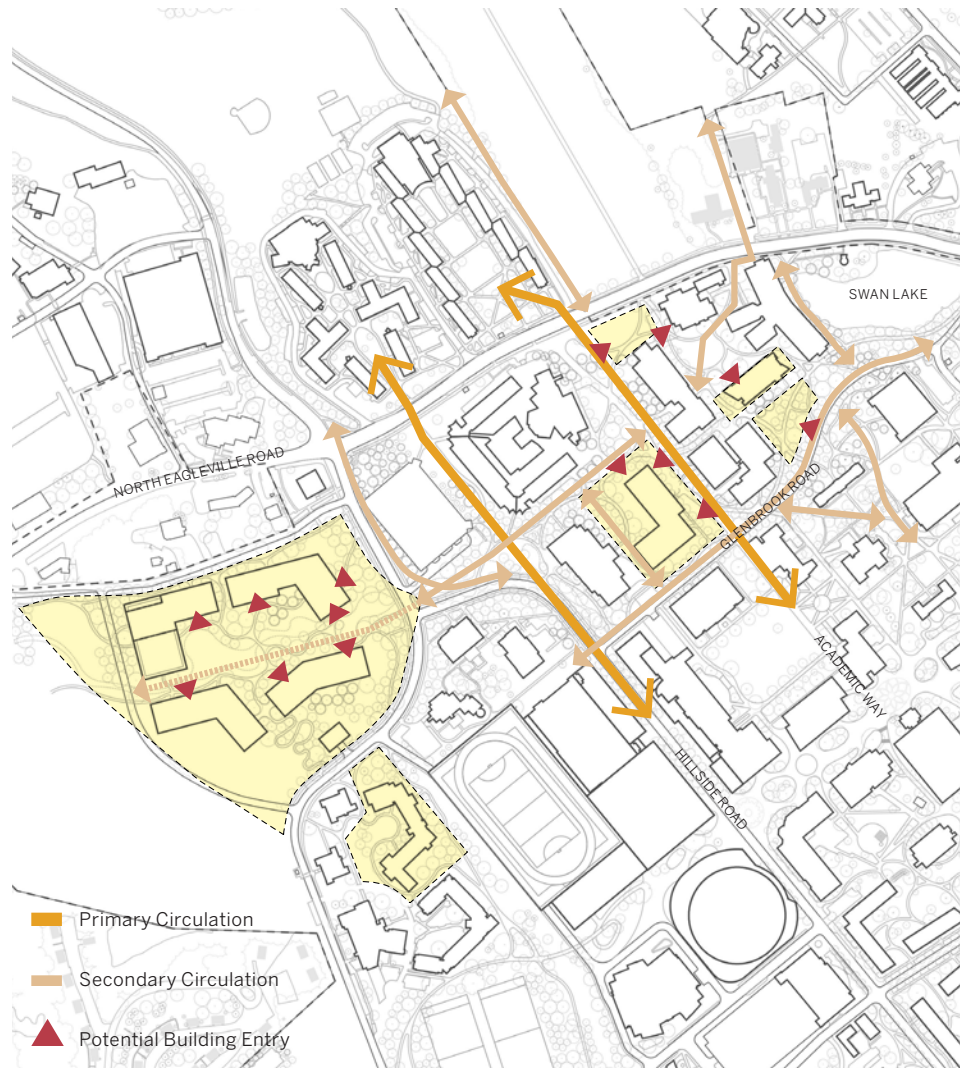 SWAN LAKE
NORTH EAGLEVILLE ROAD
GLENBROOK ROAD
ACADEMIC WAY
HILLSIDE ROAD
Primary Circulation
Secondary Circulation
Potential Building Entry